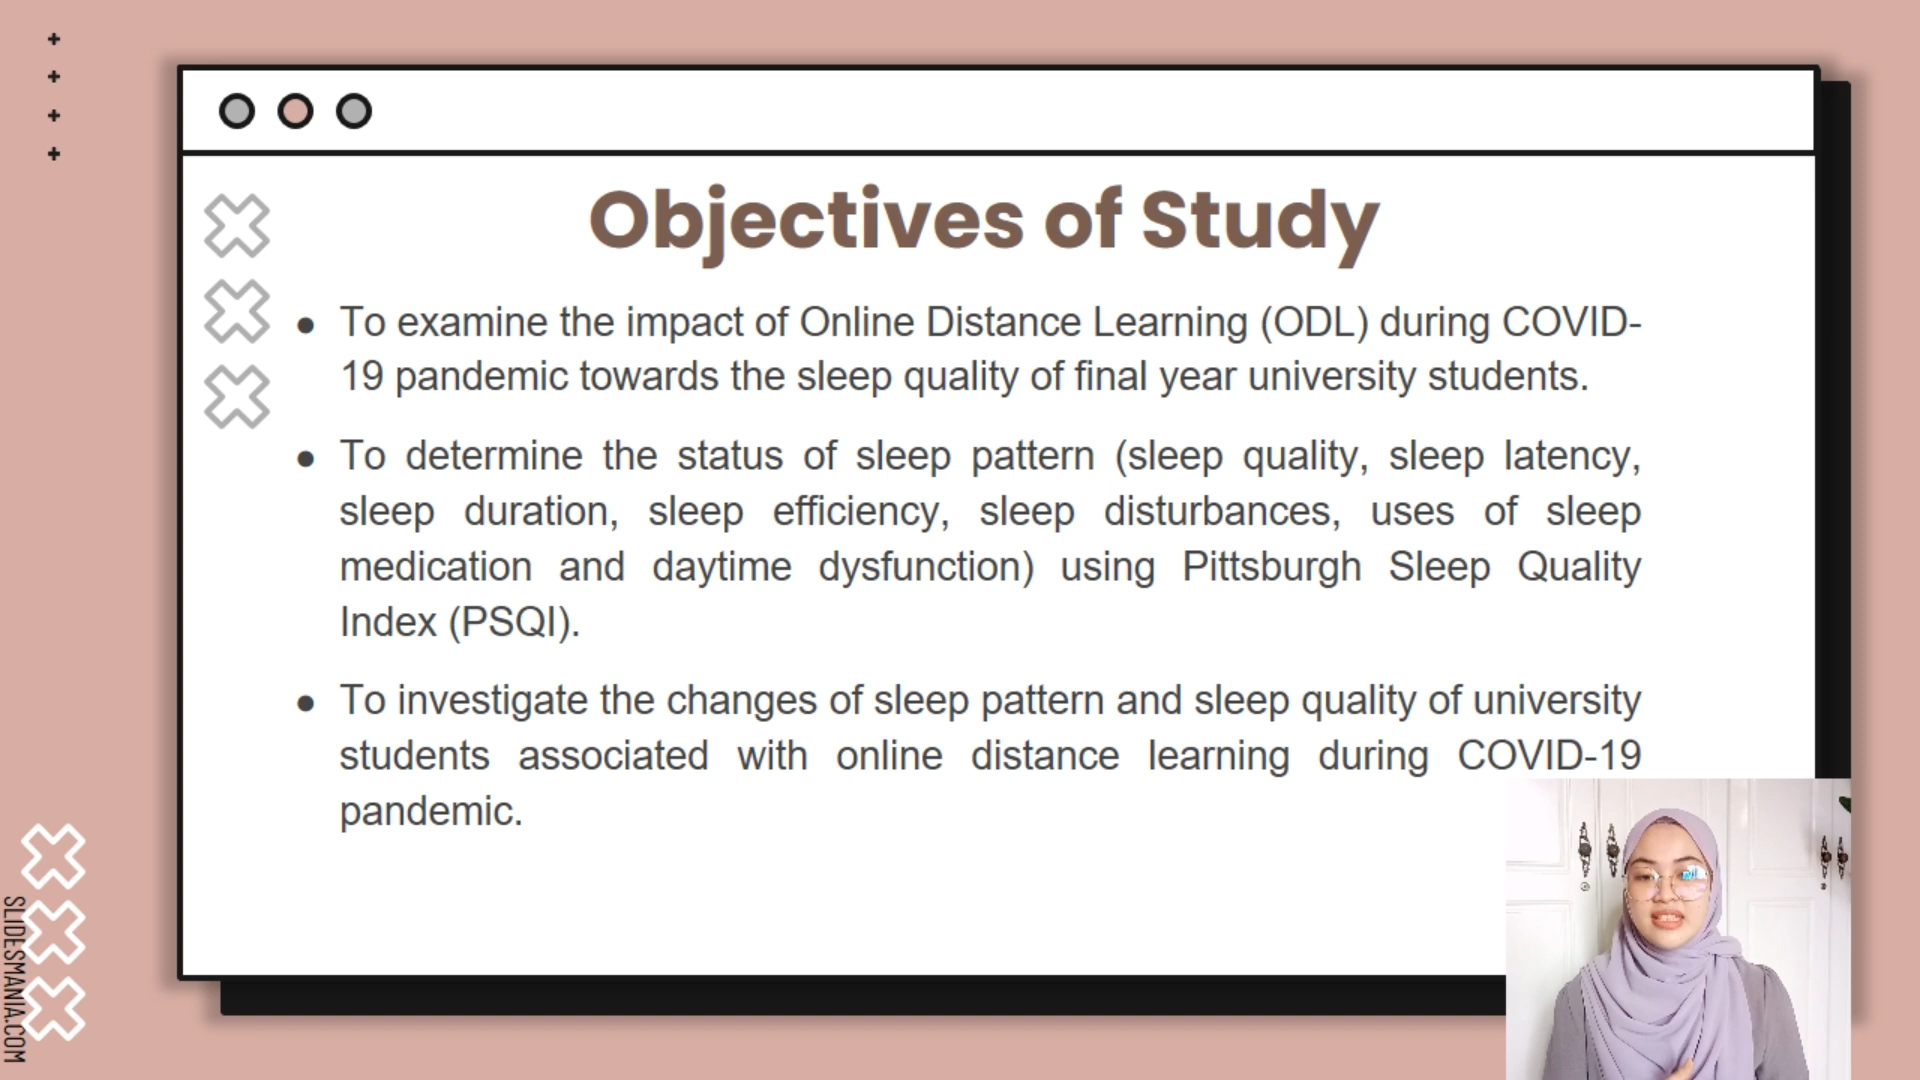 Objectives of Study
● To examine the impact of Online Distance Learning (ODL) during COVID-
19 pandemic towards the sleep quality of final year university students.
● To determine the status of sleep pattern (sleep quality, sleep latency,
sleep duration, sleep efficiency, sleep disturbances, uses of sleep
medication and daytime dysfunction) using Pittsburgh Sleep Quality
Index (PSQI).
● To investigate the changes of sleep pattern and sleep quality of university
students associated with online distance learning during COVID-19
pandemic.
SLIDESMANIA.COM